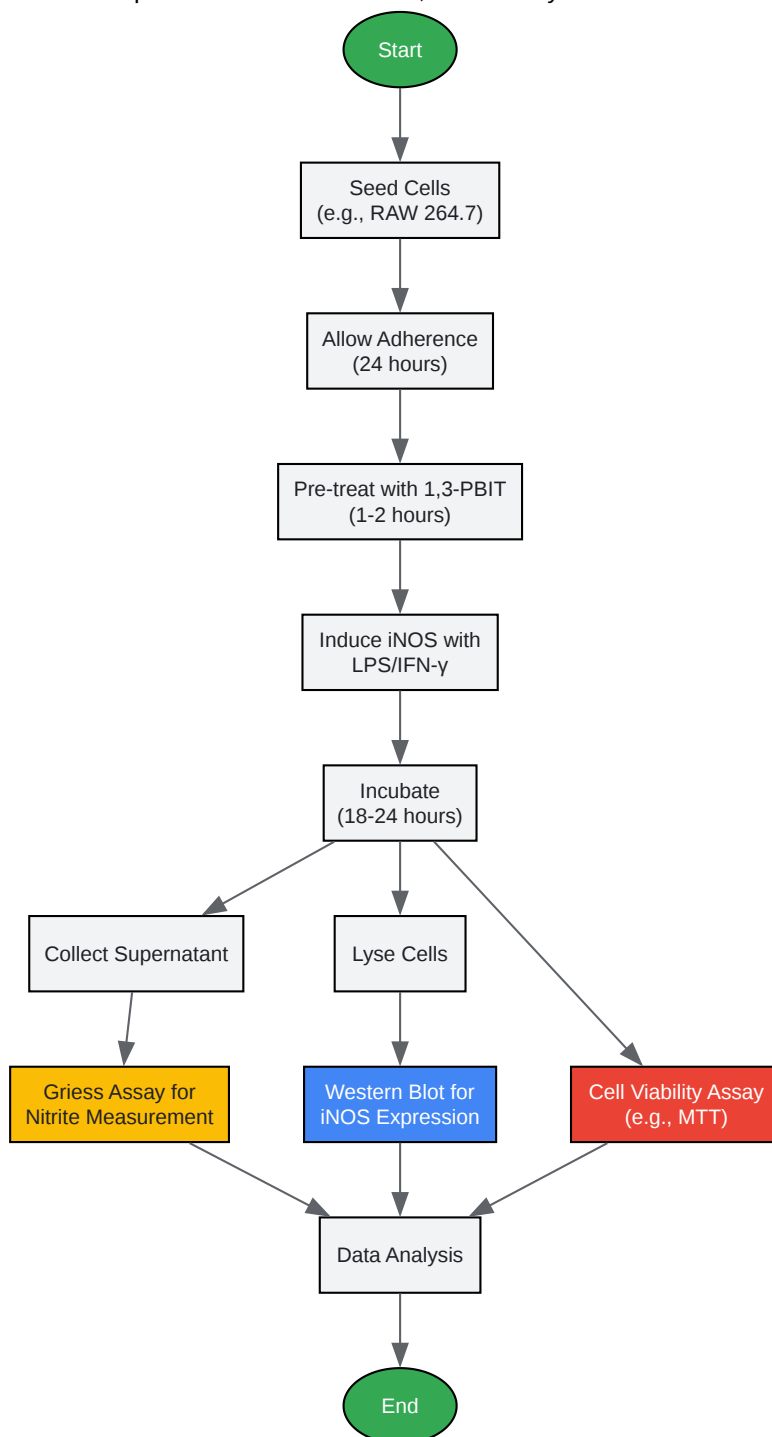 Start
Seed Cells
(e.g., RAW 264.7)
Allow Adherence
(24 hours)
Pre-treat with 1,3-PBIT
(1-2 hours)
Induce iNOS with
LPS/IFN-γ
Incubate
(18-24 hours)
Collect Supernatant
Lyse Cells
Griess Assay for
Nitrite Measurement
Western Blot for
iNOS Expression
Cell Viability Assay
(e.g., MTT)
Data Analysis
End